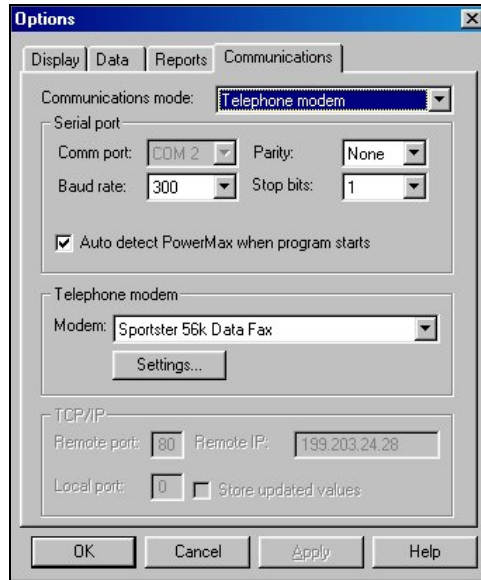 Options
Display Data Reports Communications
Communications mode: Telephone modem
Serial port
Comm port: COM 2 Parity: None
Baud rate: 300 Stop bits: 1
Auto detect PowerMax when program starts
Telephone modem
Modem: Sportster 56k Data Fax
Settings...
TCP/IP
Remote port: 80 Remote IP: 199.203.24.28
Local port: 0 Store updated values
OK Cancel Apply Help